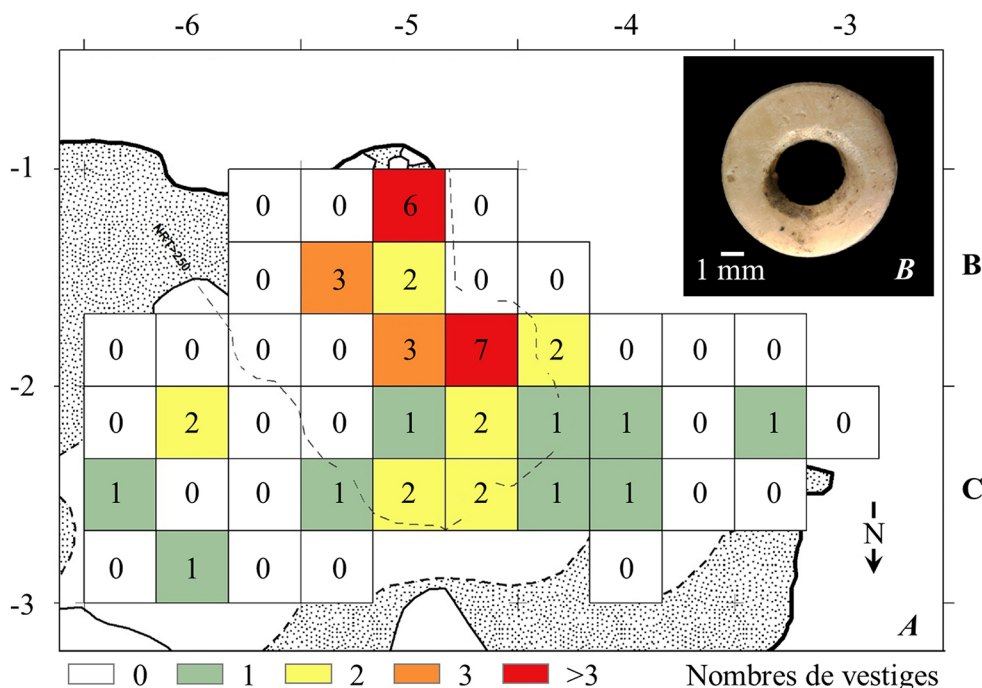 -6 -5 -4 -3
-1
0 0 6 0
NRT>250
1 mm B
B
0 3 2 0 0
0 0 0 0 3 7 2 0 0 0
-2
0 2 0 0 1 2 1 1 0 1 0
1 0 0 1 2 2 1 1 0 0
C
N
0 1 0 0 0
-3
A
0 1 2 3 >3 Nombres de vestiges